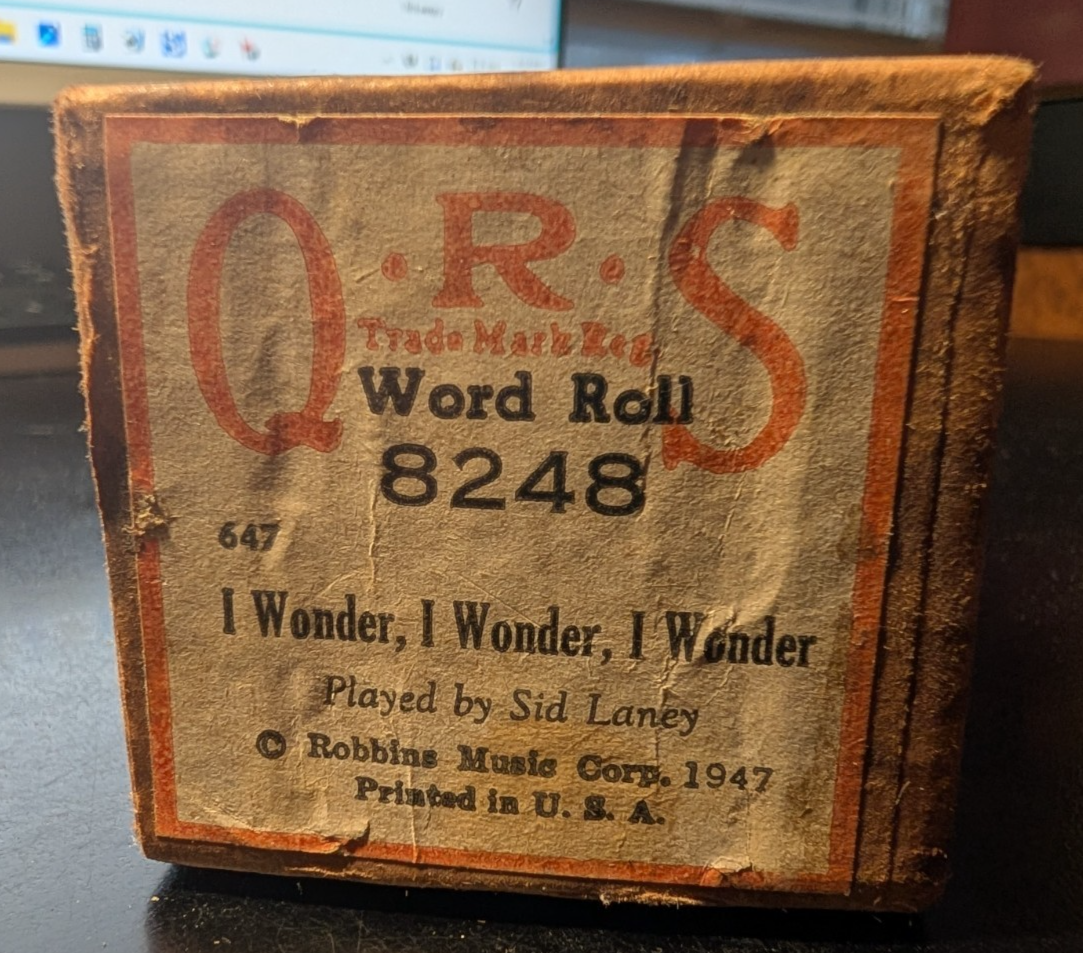 Q·R·S
Trade Mark Reg.
Word Roll
8248
647
I Wonder, I Wonder, I Wonder
Played by Sid Laney
© Robbins Music Corp. 1947
Printed in U. S. A.